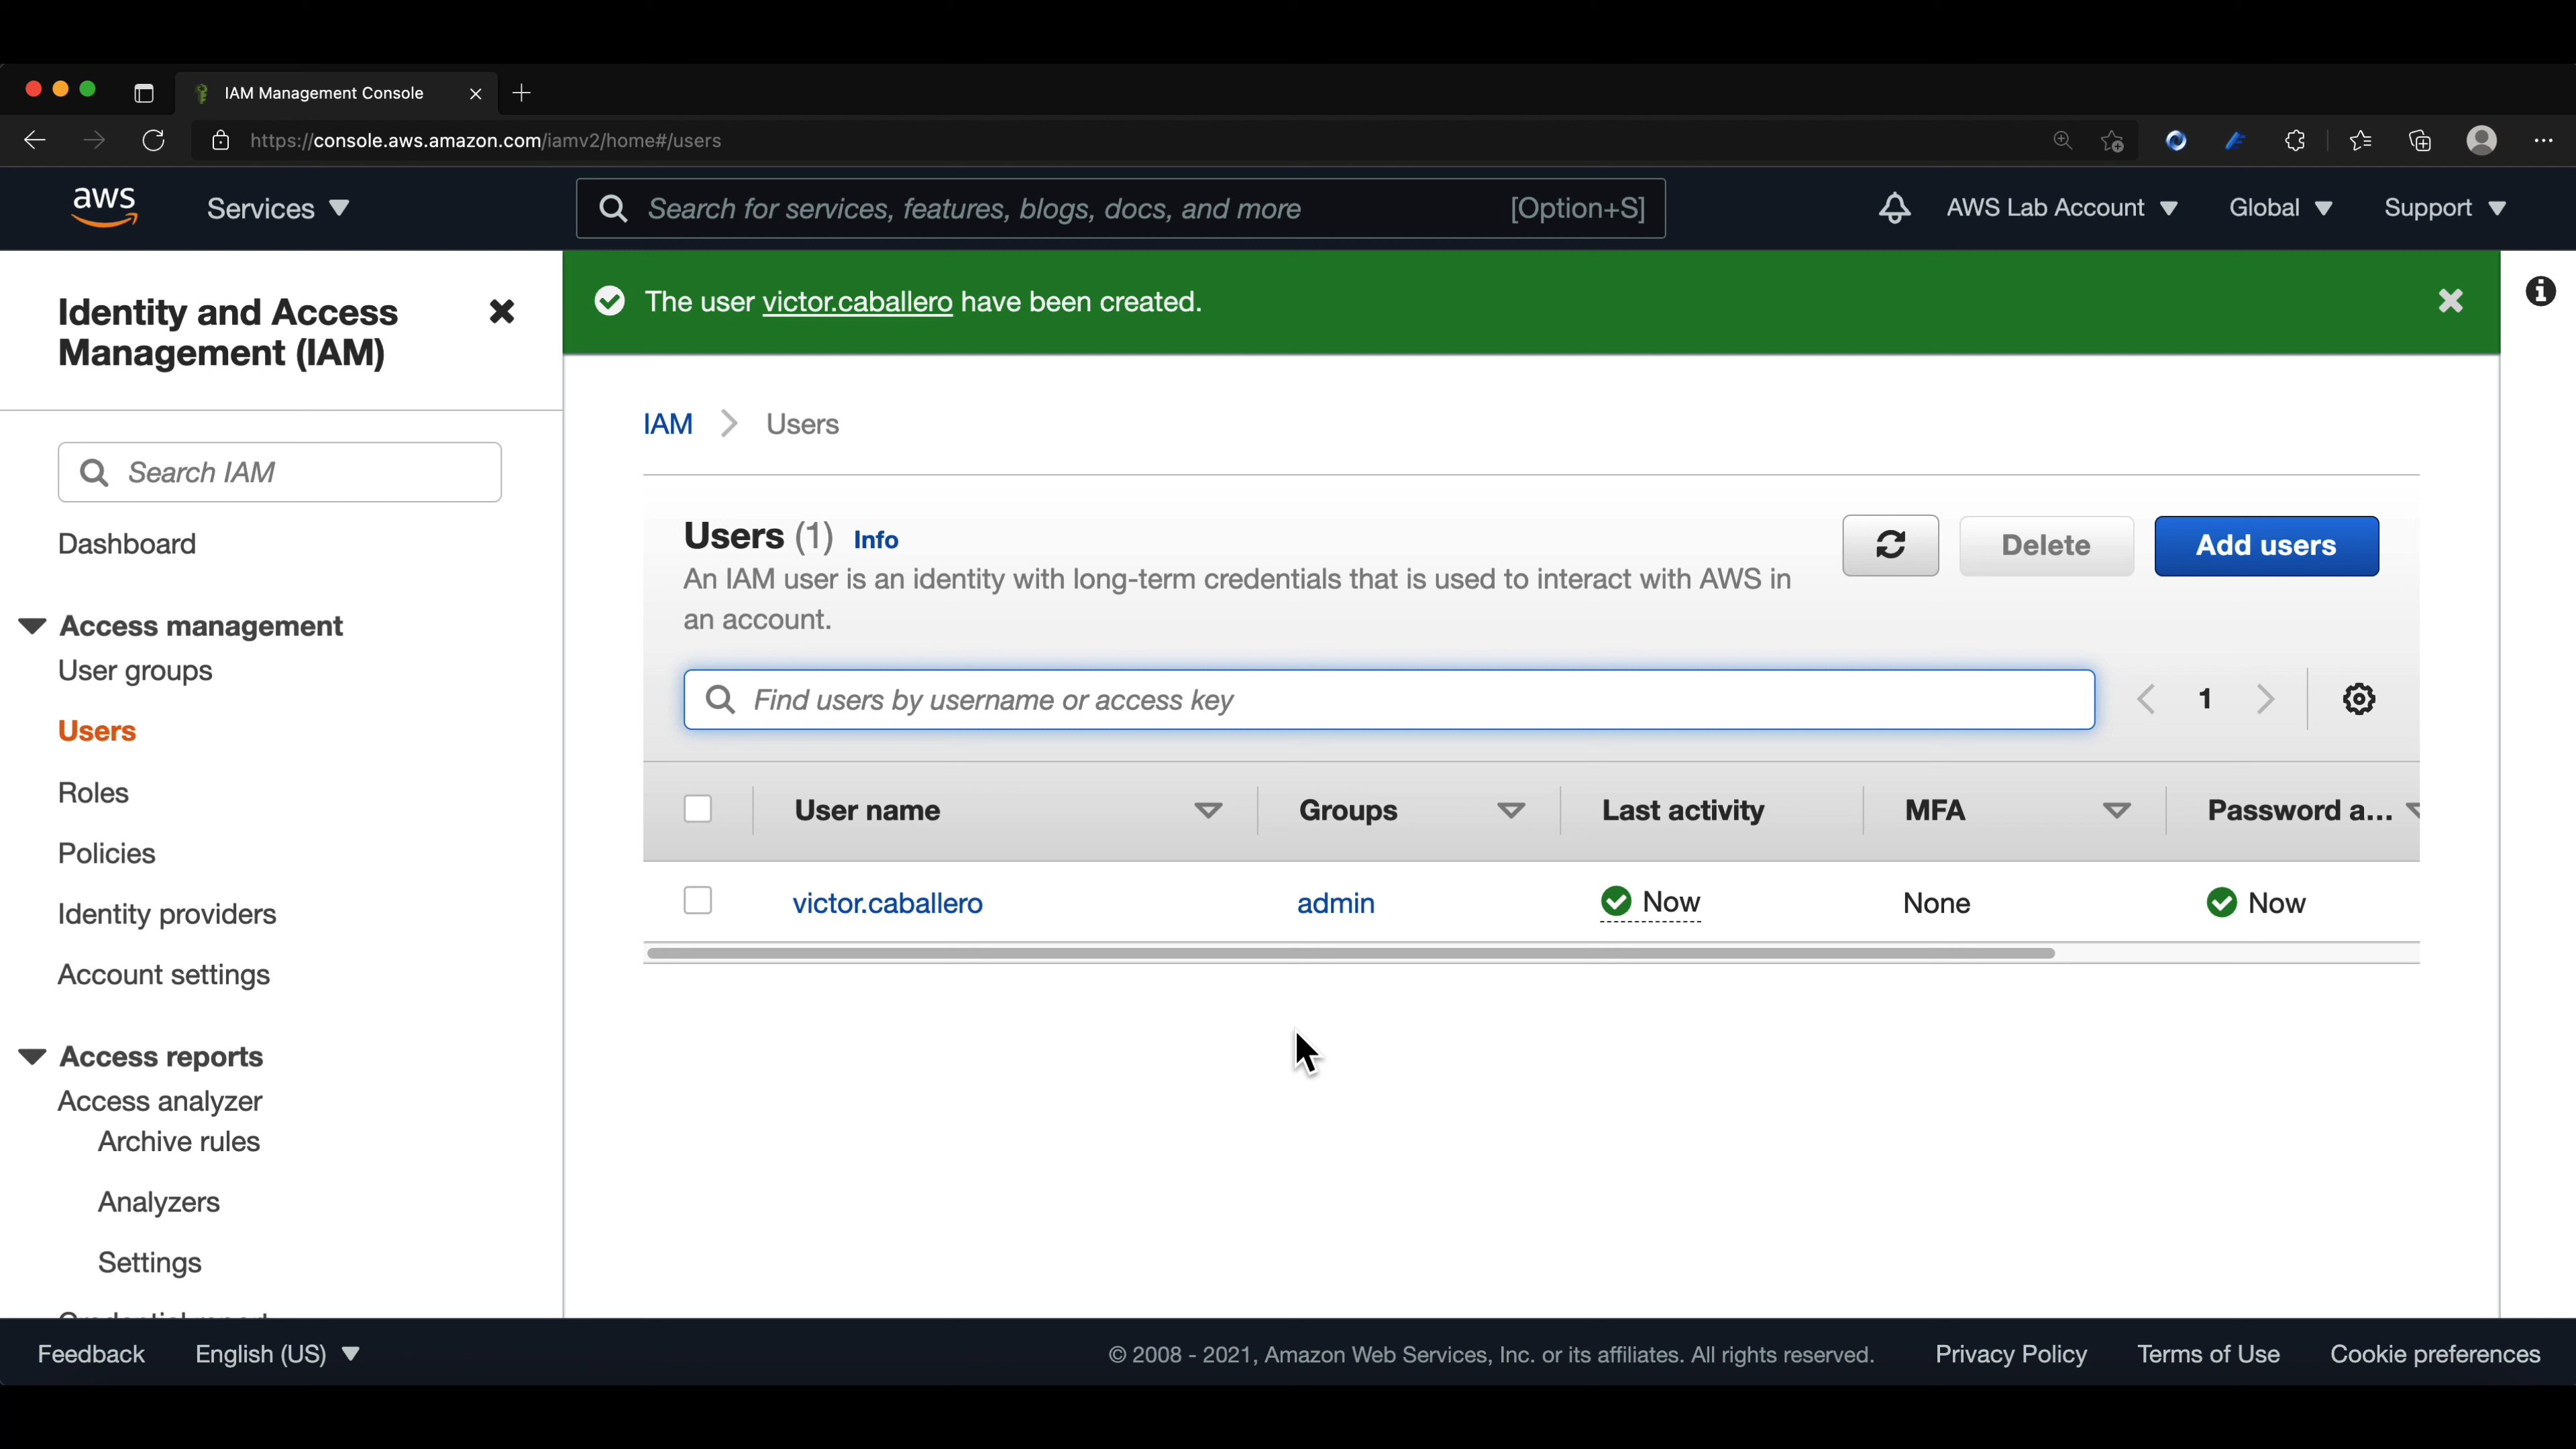 IAM Management Console
https://console.aws.amazon.com/iamv2/home#/users
aws
Services
Search for services, features, blogs, docs, and more
[Option+S]
AWS Lab Account
Global
Support
Identity and Access
Management (IAM)
Search IAM
Dashboard
Access management
User groups
Users
Roles
Policies
Identity providers
Account settings
Access reports
Access analyzer
Archive rules
Analyzers
Settings
The user victor.caballero have been created.
IAM
Users
Users (1) Info
An IAM user is an identity with long-term credentials that is used to interact with AWS in
an account.
Delete
Add users
Find users by username or access key
1
User name
Groups
Last activity
MFA
Password a...
victor.caballero
admin
Now
None
Now
Feedback
English (US)
© 2008 - 2021, Amazon Web Services, Inc. or its affiliates. All rights reserved.
Privacy Policy
Terms of Use
Cookie preferences